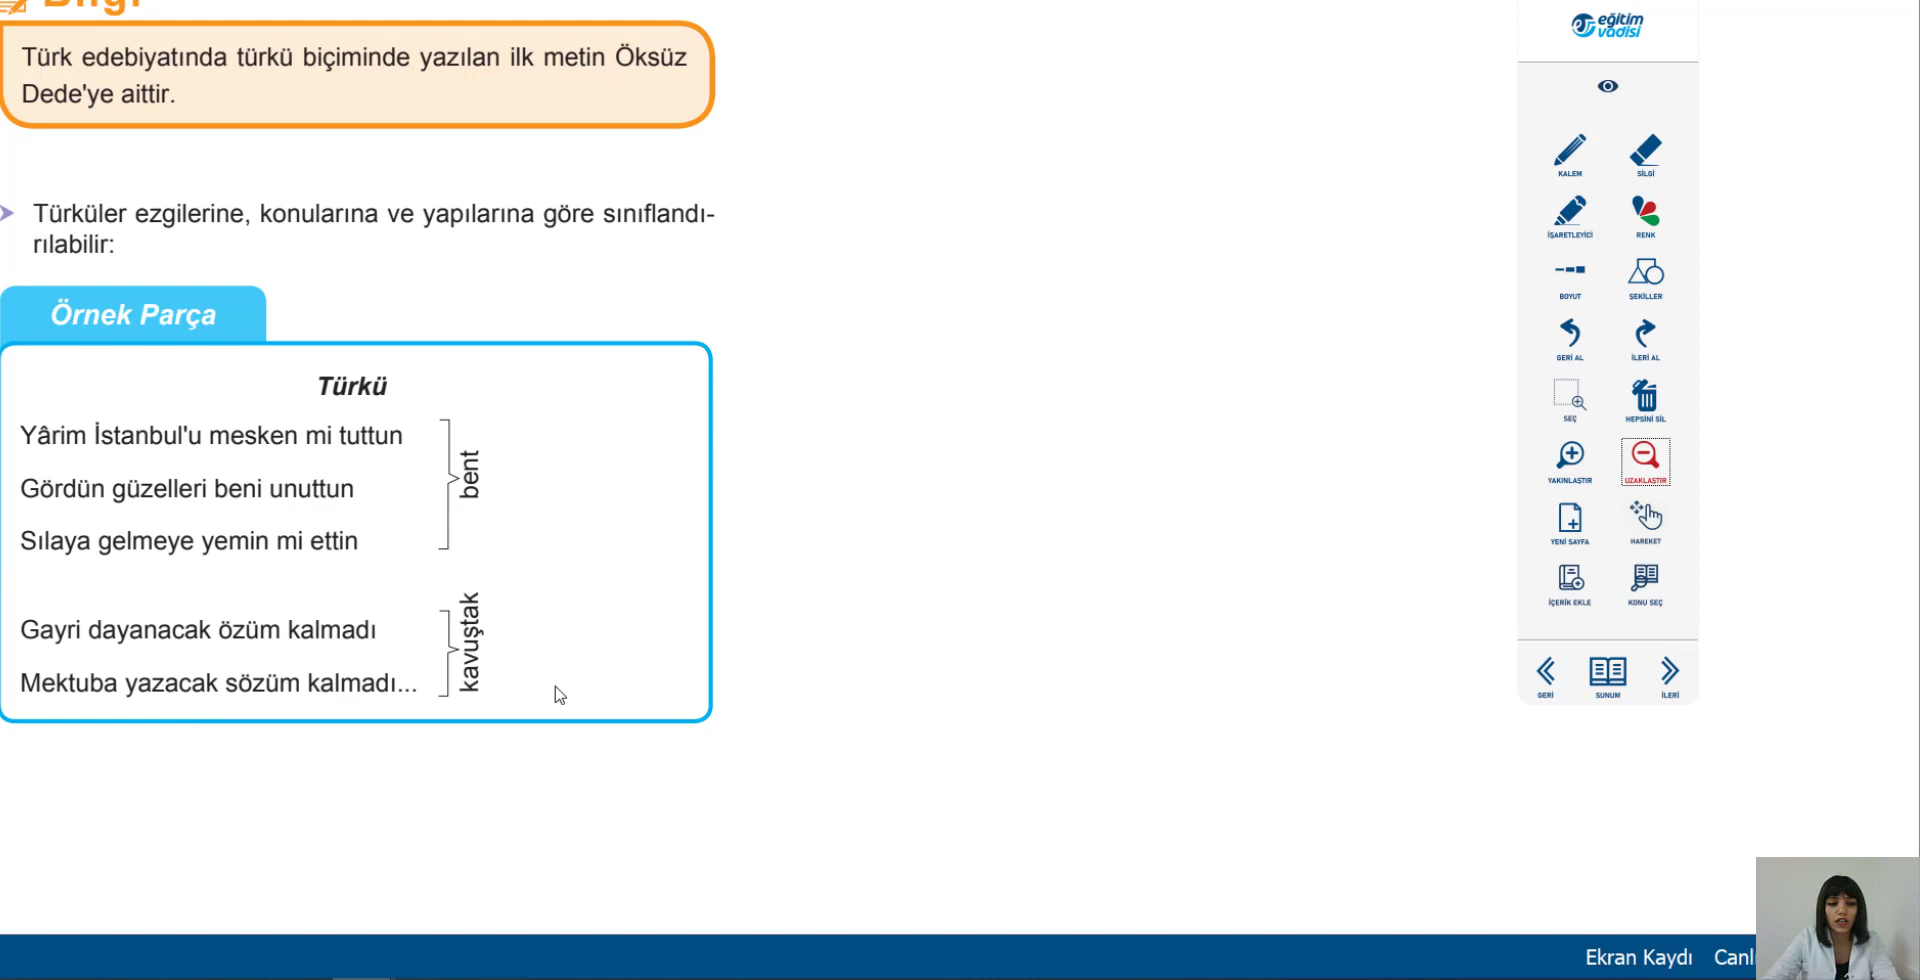 Bilgi
Türk edebiyatında türkü biçiminde yazılan ilk metin Öksüz
Dede'ye aittir.
Türküler ezgilerine, konularına ve yapılarına göre sınıflandı-
rılabilir:
Örnek Parça
Türkü
Yârim İstanbul'u mesken mi tuttun
Gördün güzelleri beni unuttun
Sılaya gelmeye yemin mi ettin
bent
Gayri dayanacak özüm kalmadı
Mektuba yazacak sözüm kalmadı...
kavuştak
eğitim
vadisi
KALEM
SİLGİ
İŞARETLEYİCİ
RENK
BOYUT
ŞEKİLLER
GERİ AL
İLERİ AL
SEÇ
HEPSİNİ SİL
YAKINLAŞTIR
UZAKLAŞTIR
YENİ SAYFA
HAREKET
İÇERİK EKLE
KONU SEÇ
GERİ
SUNUM
İLERİ
Ekran Kaydı